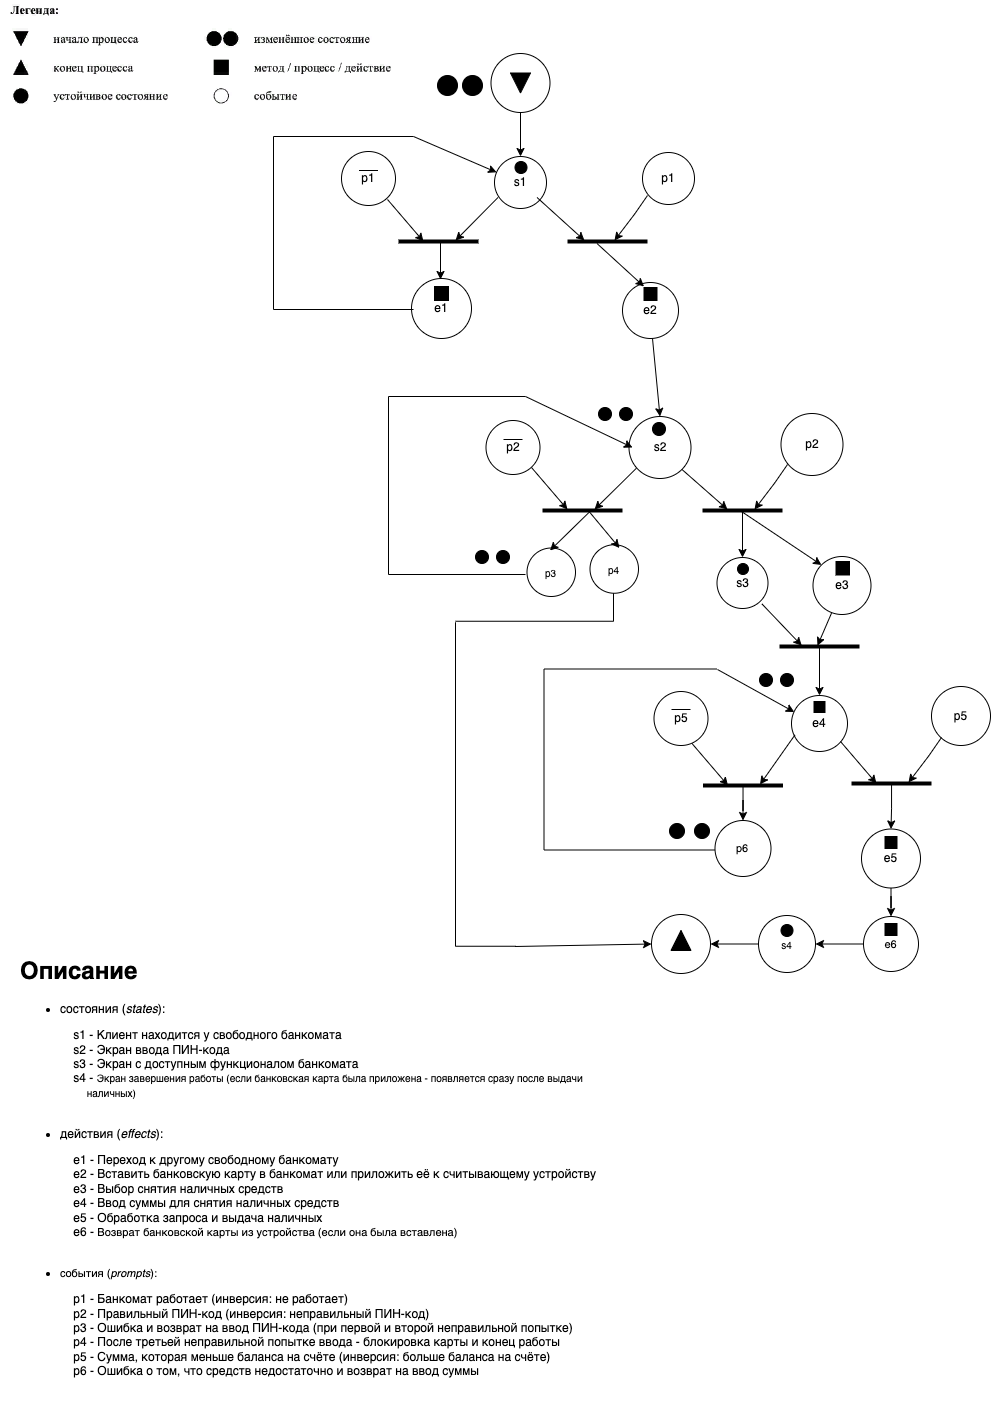 Легенда:
начало процесса
изменённое состояние
конец процесса
метод / процесс / действие
устойчивое состояние
событие
p1
s1
p1
e1
e2
p2
s2
p2
p3
p4
s3
e3
p5
e4
p5
p6
e5
s4
e6
Описание
состояния (states):
s1 - Клиент находится у свободного банкомата
s2 - Экран ввода ПИН-кода
s3 - Экран с доступным функционалом банкомата
s4 - Экран завершения работы (если банковская карта была приложена - появляется сразу после выдачи
наличных)
действия (effects):
e1 - Переход к другому свободному банкомату
e2 - Вставить банковскую карту в банкомат или приложить её к считывающему устройству
e3 - Выбор снятия наличных средств
e4 - Ввод суммы для снятия наличных средств
e5 - Обработка запроса и выдача наличных
e6 - Возврат банковской карты из устройства (если она была вставлена)
события (prompts):
p1 - Банкомат работает (инверсия: не работает)
p2 - Правильный ПИН-код (инверсия: неправильный ПИН-код)
p3 - Ошибка и возврат на ввод ПИН-кода (при первой и второй неправильной попытке)
p4 - После третьей неправильной попытке ввода - блокировка карты и конец работы
p5 - Сумма, которая меньше баланса на счёте (инверсия: больше баланса на счёте)
p6 - Ошибка о том, что средств недостаточно и возврат на ввод суммы